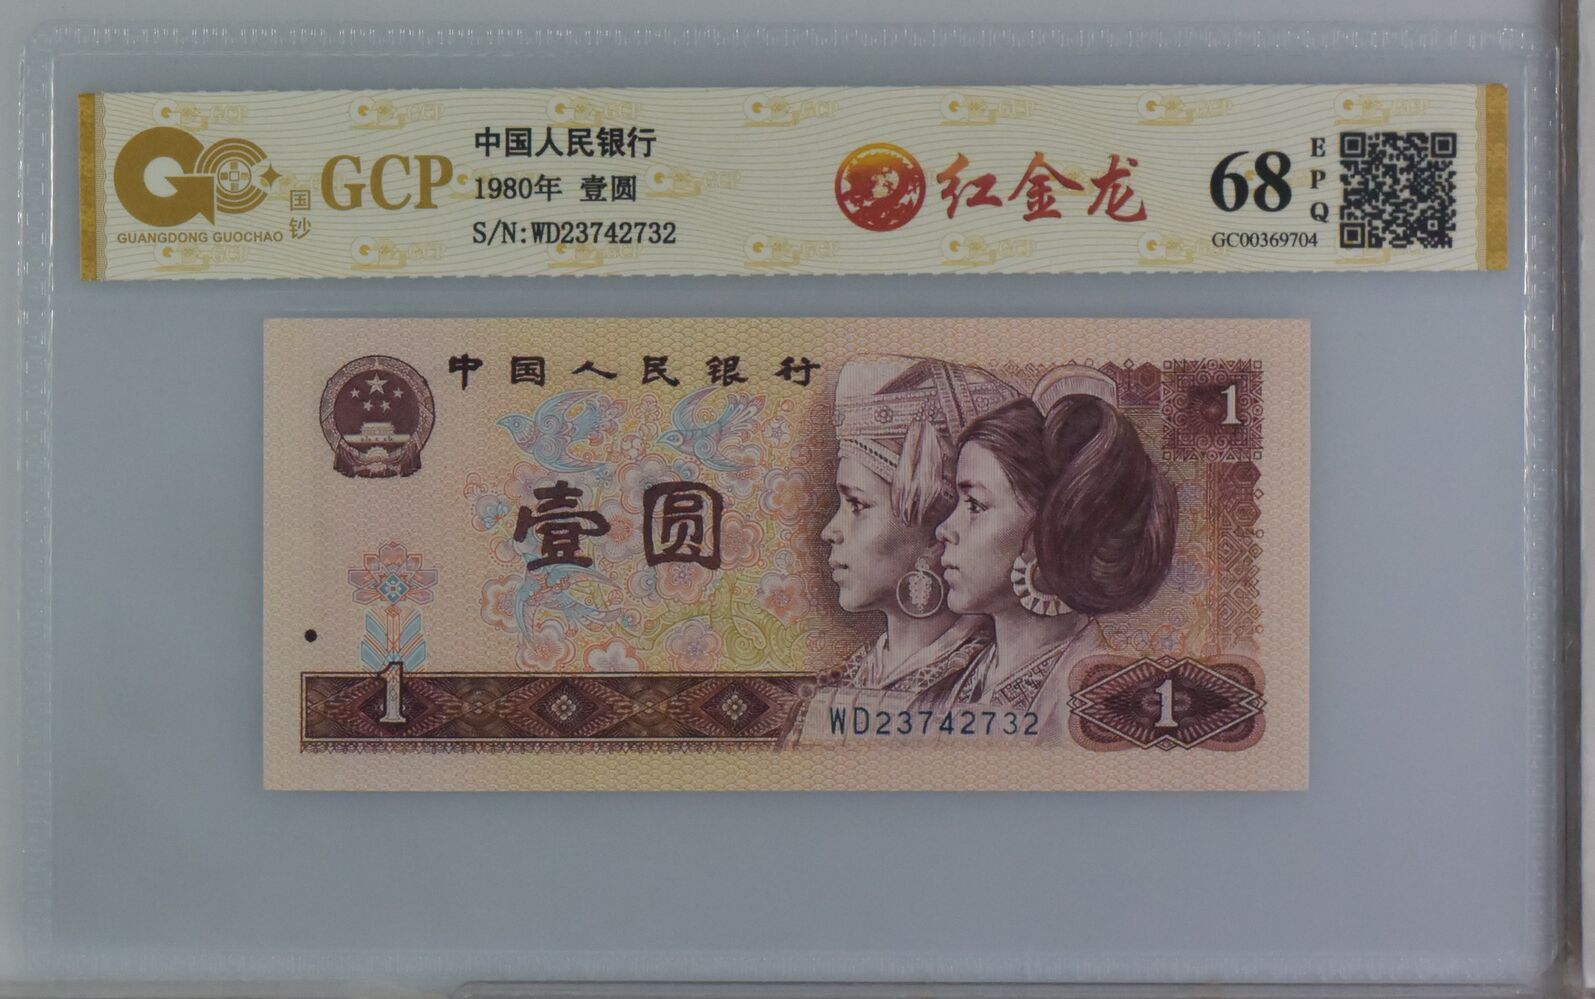 GCP
国钞
GUANGDONG GUOCHAO
中国人民银行
1980年 壹圆
S/N:WD23742732
红金龙
68
EPQ
GC00369704
中国人民银行
1
壹圆
1
WD23742732
1